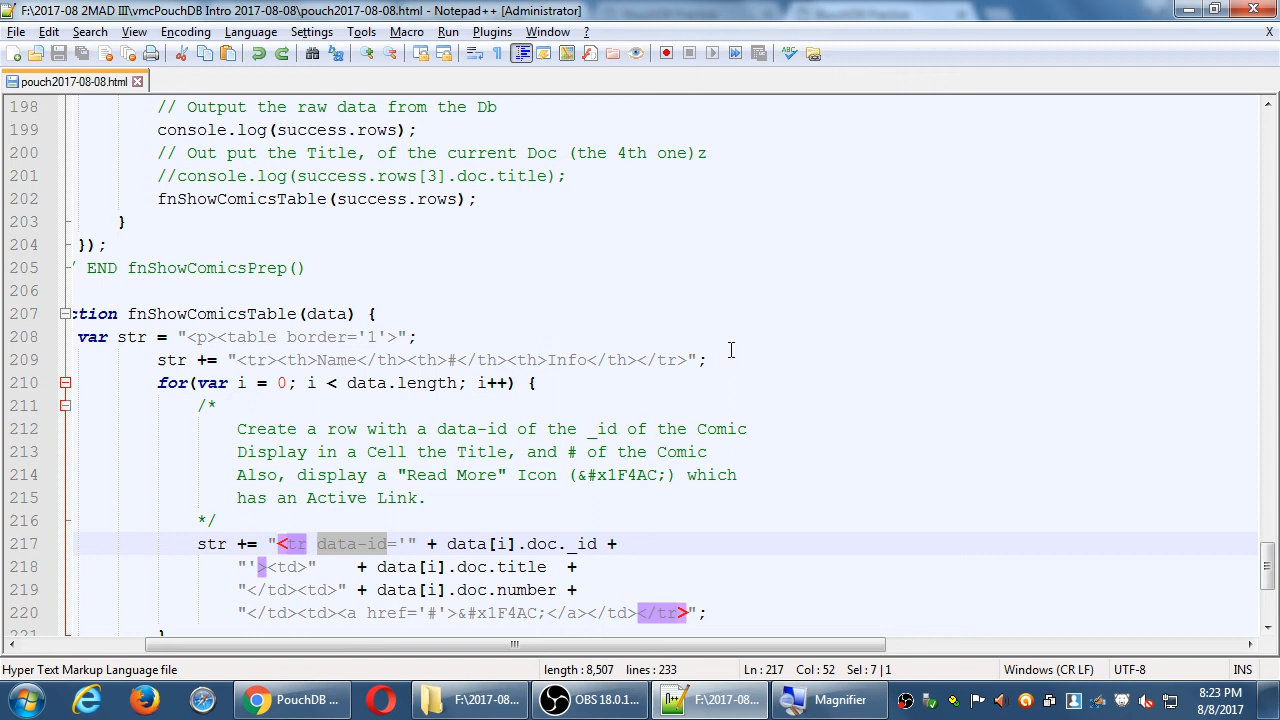 F:\2017-08 2MAD III\vmcPouchDB Intro 2017-08-08\pouch2017-08-08.html - Notepad++ [Administrator]
File Edit Search View Encoding Language Settings Tools Macro Run Plugins Window ? X
pouch2017-08-08.html
198 // Output the raw data from the Db
199 console.log(success.rows);
200 // Out put the Title, of the current Doc (the 4th one)z
201 //console.log(success.rows[3].doc.title);
202 fnShowComicsTable(success.rows);
203 }
204 });
205 / END fnShowComicsPrep()
206
207 ction fnShowComicsTable(data) {
208 var str = "<p><table border='1'>";
209 str += "<tr><th>Name</th><th>#</th><th>Info</th></tr>";
210 for(var i = 0; i < data.length; i++) {
211 /*
212 Create a row with a data-id of the _id of the Comic
213 Display in a Cell the Title, and # of the Comic
214 Also, display a "Read More" Icon (&#x1F4AC;) which
215 has an Active Link.
216 */
217 str += "<tr data-id='" + data[i].doc._id +
218 "'><td>" + data[i].doc.title +
219 "</td><td>" + data[i].doc.number +
220 "</td><td><a href='#'>&#x1F4AC;</a></td></tr>";
221 }
Hyper Text Markup Language file length : 8,507 lines : 233 Ln : 217 Col : 52 Sel : 7 | 1 Windows (CR LF) UTF-8 INS
PouchDB ... F:\2017-08... OBS 18.0.1... F:\2017-08... Magnifier 8:23 PM
8/8/2017